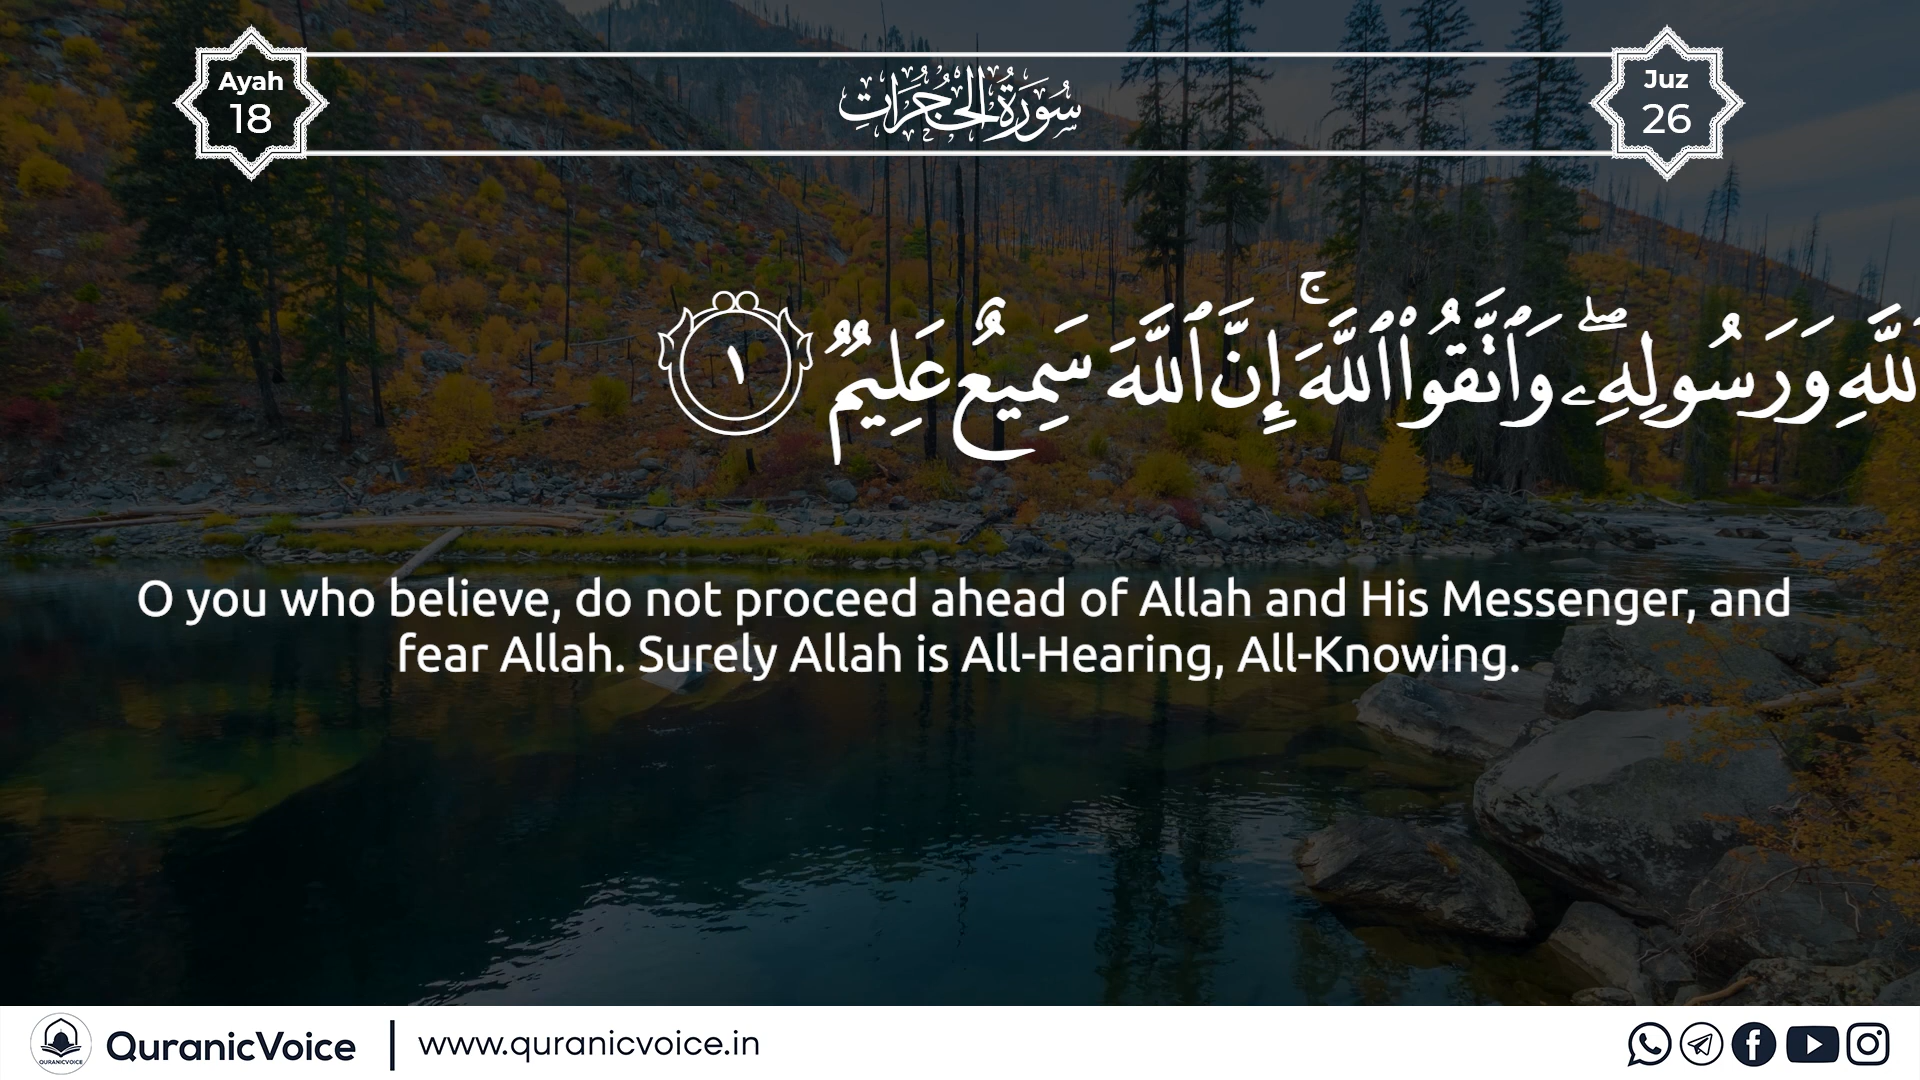 Ayah
18
سُورَةُ الحُجُرَاتِ
Juz
26
ٱللَّهِ وَرَسُولِهِۦۖ وَٱتَّقُوا۟ ٱللَّهَۚ إِنَّ ٱللَّهَ سَمِيعٌ عَلِيمٌ ١
O you who believe, do not proceed ahead of Allah and His Messenger, and
fear Allah. Surely Allah is All-Hearing, All-Knowing.
QURANICVOICE
QuranicVoice | www.quranicvoice.in